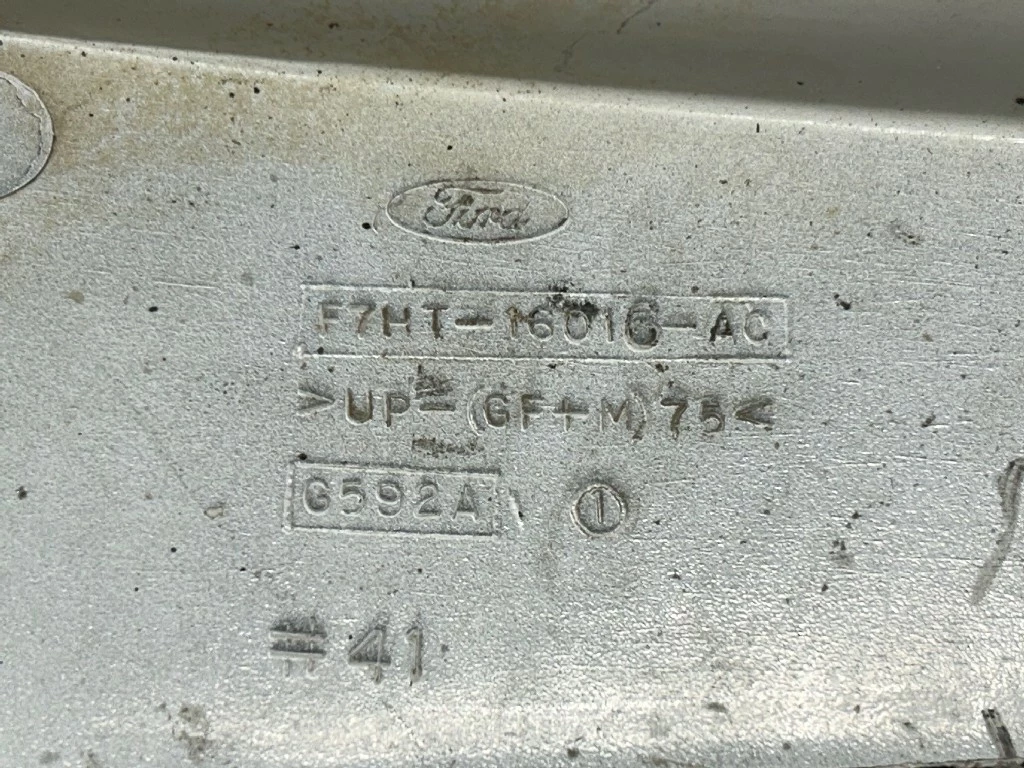 Ford
F7HT-16016-AC
>UP-(GF+M)75<
G592A
1
#41